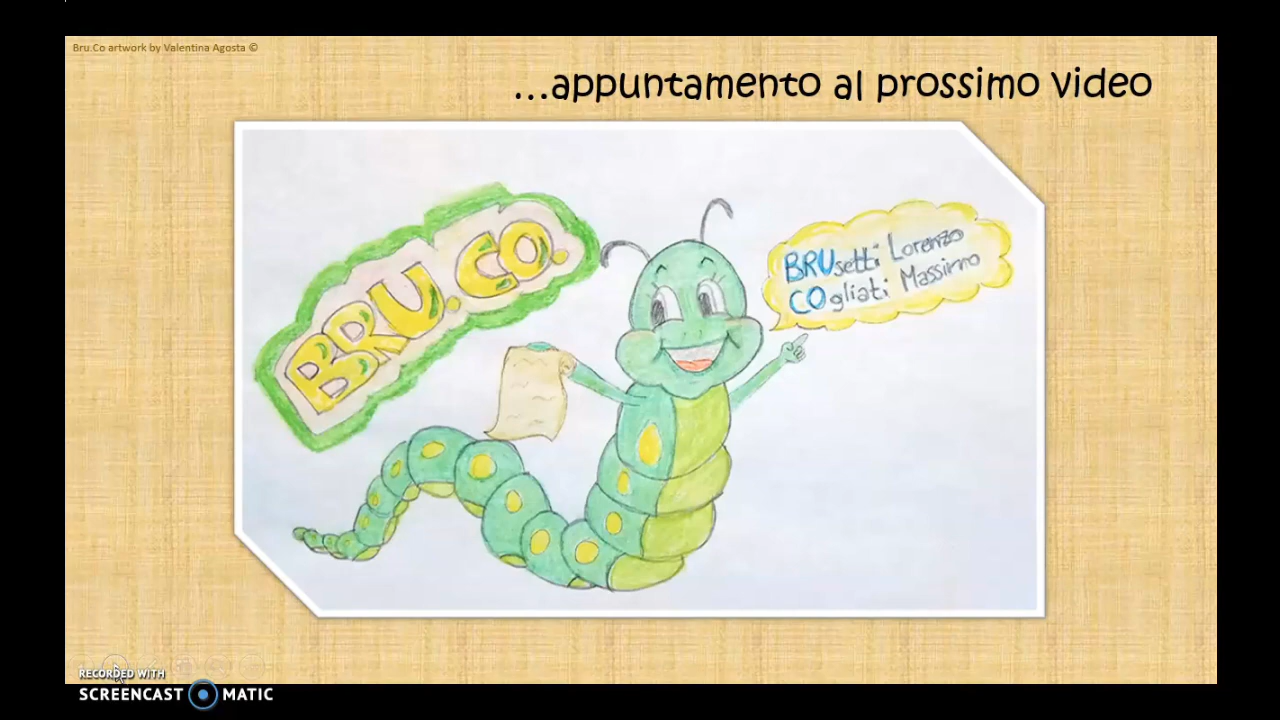 Bru.Co artwork by Valentina Agosta ©
...appuntamento al prossimo video
BRU.CO.
BRUsetti Lorenzo
COgliati Massimo
RECORDED WITH
SCREENCAST MATIC